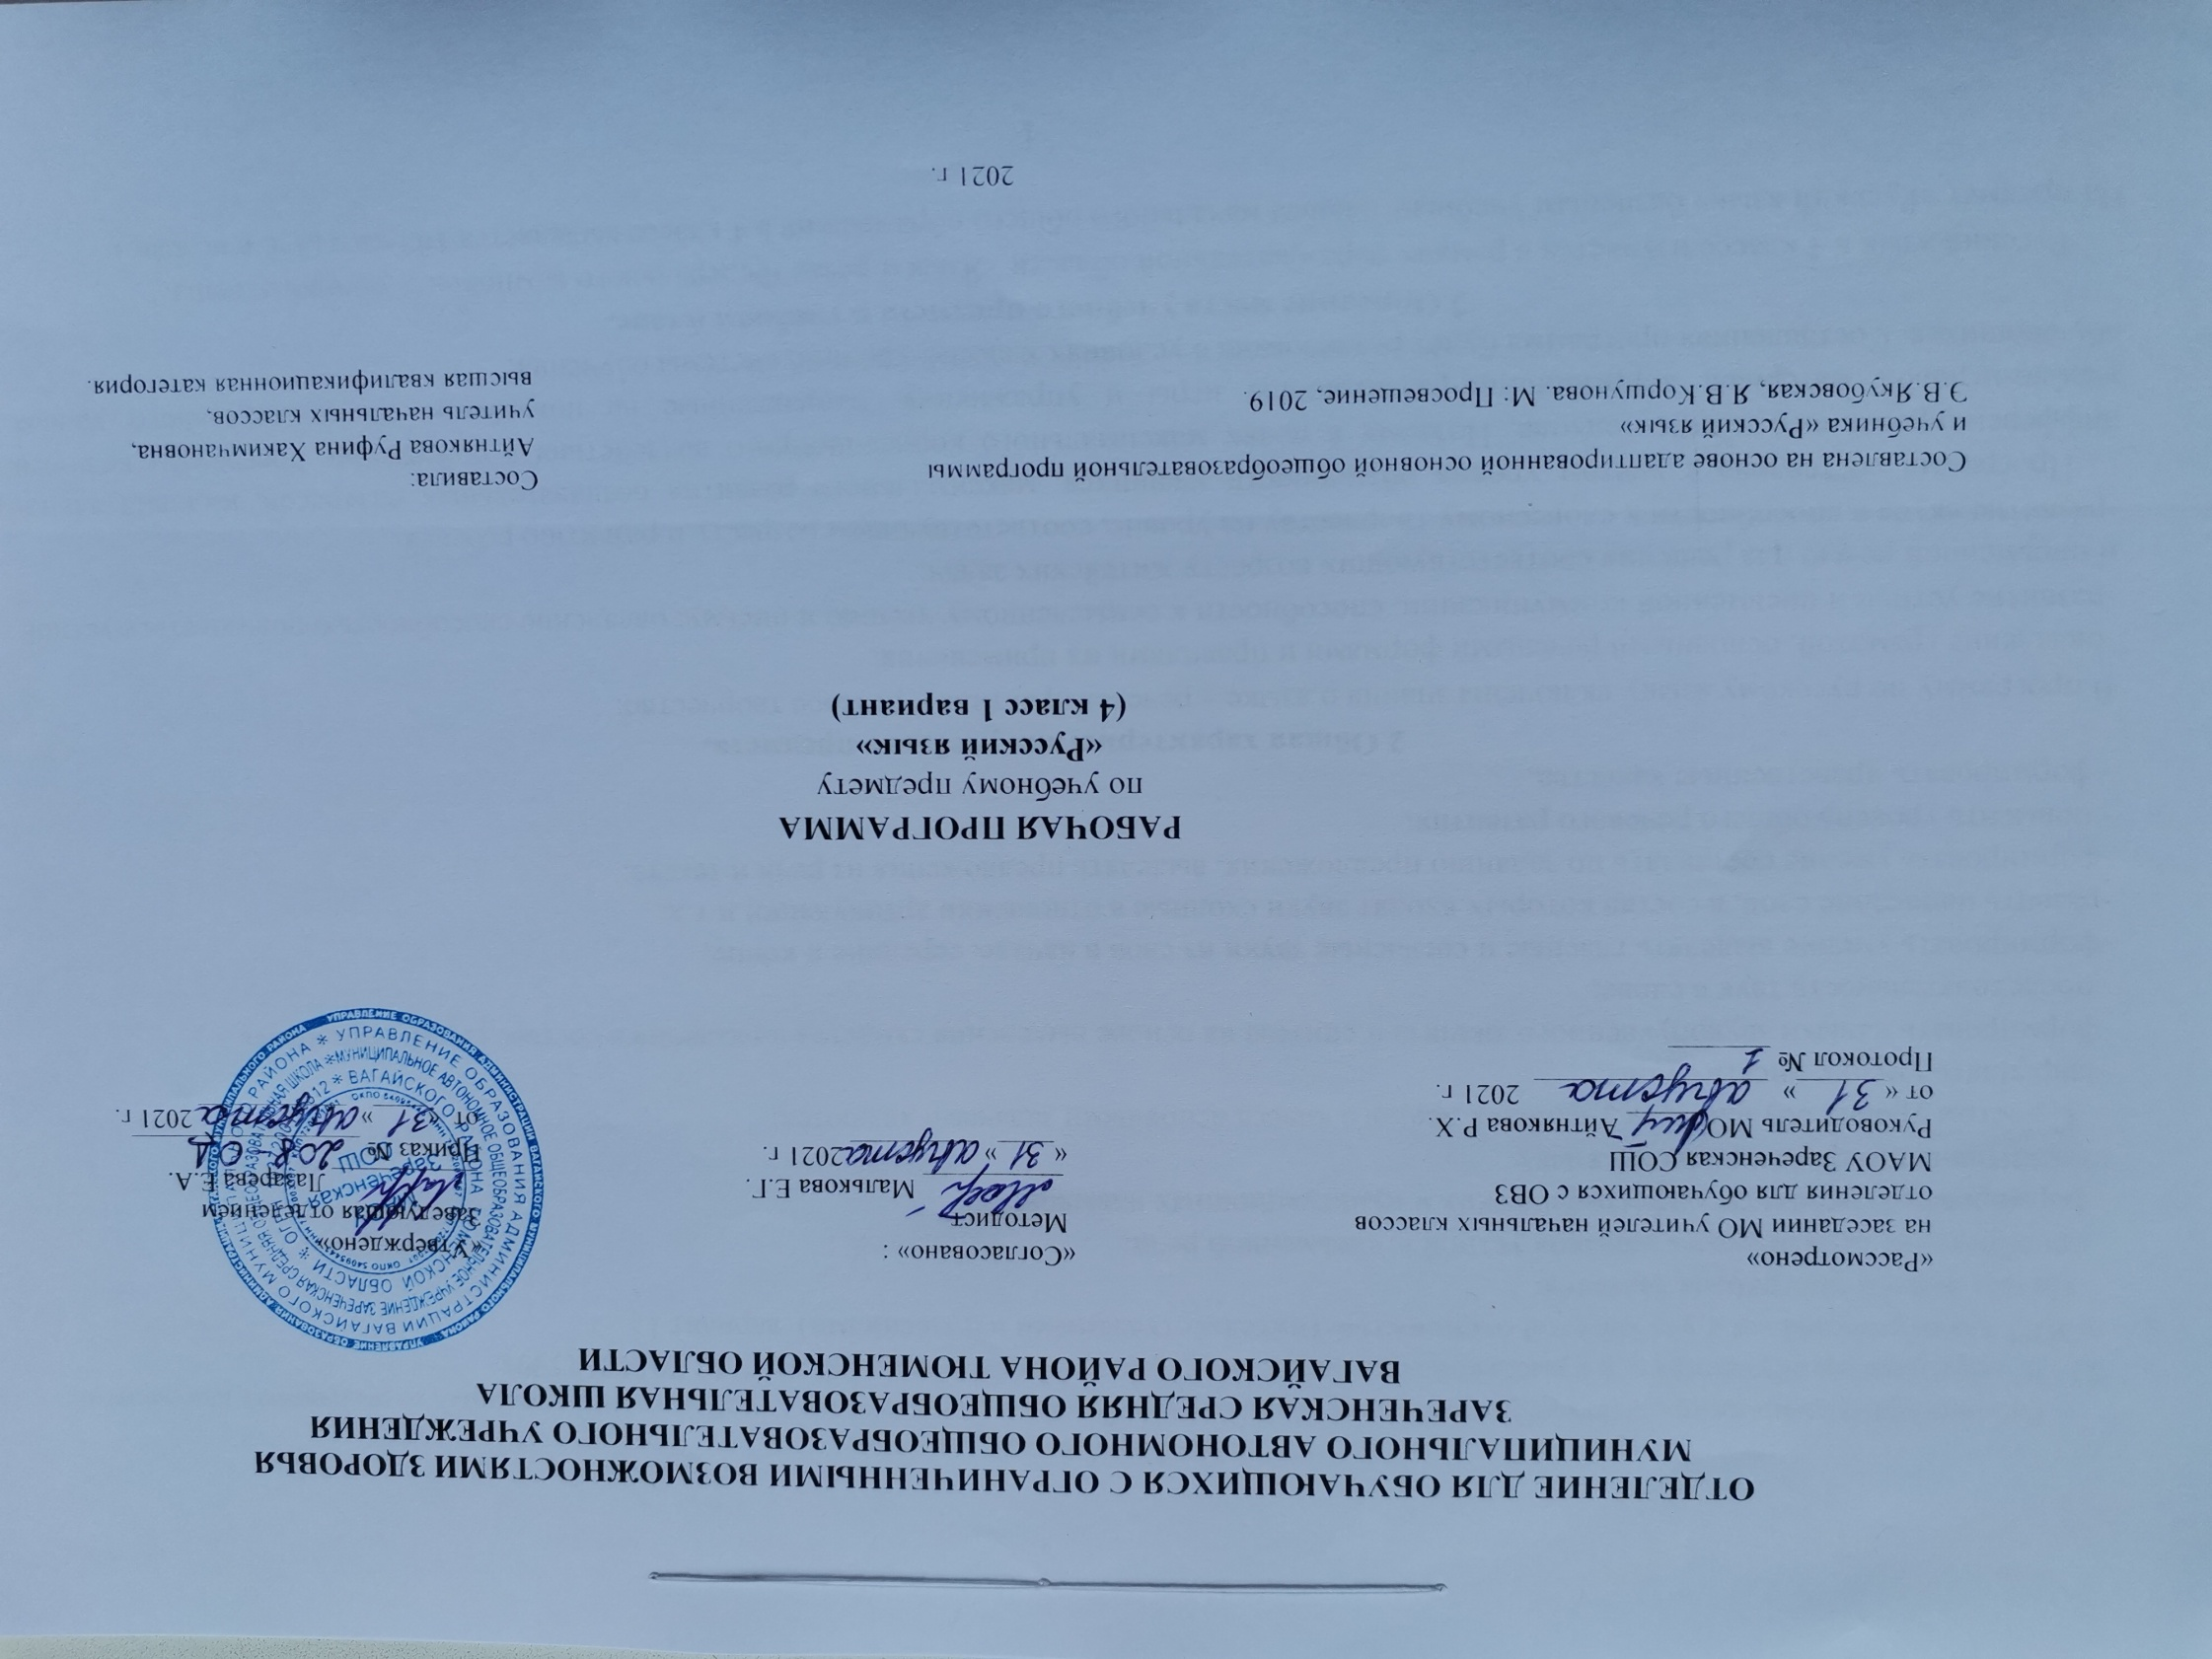 ОТДЕЛЕНИЕ ДЛЯ ОБУЧАЮЩИХСЯ С ОГРАНИЧЕННЫМИ ВОЗМОЖНОСТЯМИ ЗДОРОВЬЯ
МУНИЦИПАЛЬНОГО АВТОНОМНОГО ОБЩЕОБРАЗОВАТЕЛЬНОГО УЧРЕЖДЕНИЯ
ЗАРЕЧЕНСКАЯ СРЕДНЯЯ ОБЩЕОБРАЗОВАТЕЛЬНАЯ ШКОЛА
ВАГАЙСКОГО РАЙОНА ТЮМЕНСКОЙ ОБЛАСТИ
«Рассмотрено»
на заседании МО учителей начальных классов
отделения для обучающихся с ОВЗ
МАОУ Зареченская СОШ
Руководитель МО Айтнякова Р.Х.
от « 31 » августа 2021 г.
Протокол № 1
«Согласовано» :
Методист
Малькова Е.Г.
« 31 » августа 2021 г.
«Утверждено»
Заведующая отделением
Лазарева Е.А.
Приказ № 208-ОД
от « 31 » августа 2021 г.
РАБОЧАЯ ПРОГРАММА
по учебному предмету
«Русский язык»
(4 класс 1 вариант)
Составлена на основе адаптированной основной общеобразовательной программы
и учебника «Русский язык»
Э.В.Якубовская, Я.В.Коршунова. М: Просвещение, 2019.
Составила:
Айтнякова Руфина Хакимчановна,
учитель начальных классов,
высшая квалификационная категория.
2021 г.